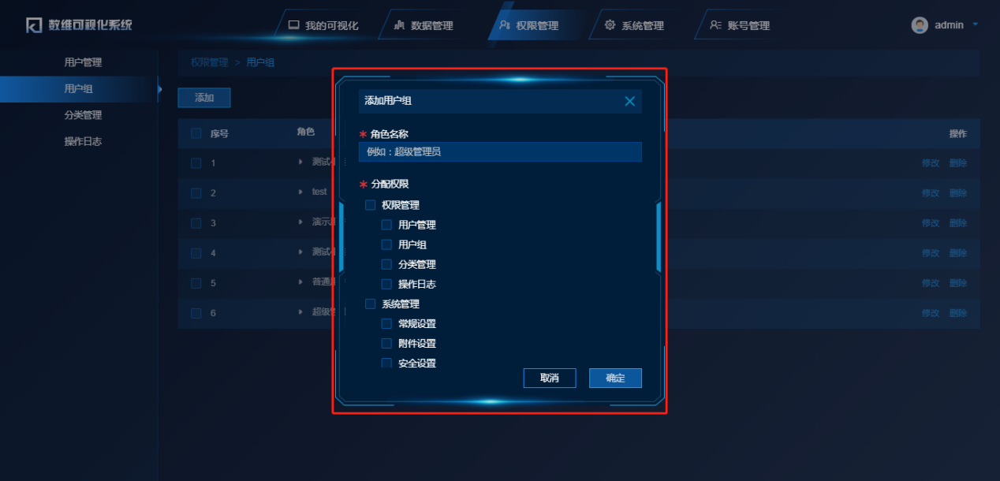 数维可视化系统
我的可视化
数据管理
权限管理
系统管理
账号管理
admin
用户管理
用户组
分类管理
操作日志
权限管理 > 用户组
添加
序号 角色 操作
1 测试 修改 删除
2 test 修改 删除
3 演示 修改 删除
4 测试 修改 删除
5 普通 修改 删除
6 超级 修改 删除
添加用户组
* 角色名称
例如：超级管理员
* 分配权限
权限管理
用户管理
用户组
分类管理
操作日志
系统管理
常规设置
附件设置
安全设置
取消 确定